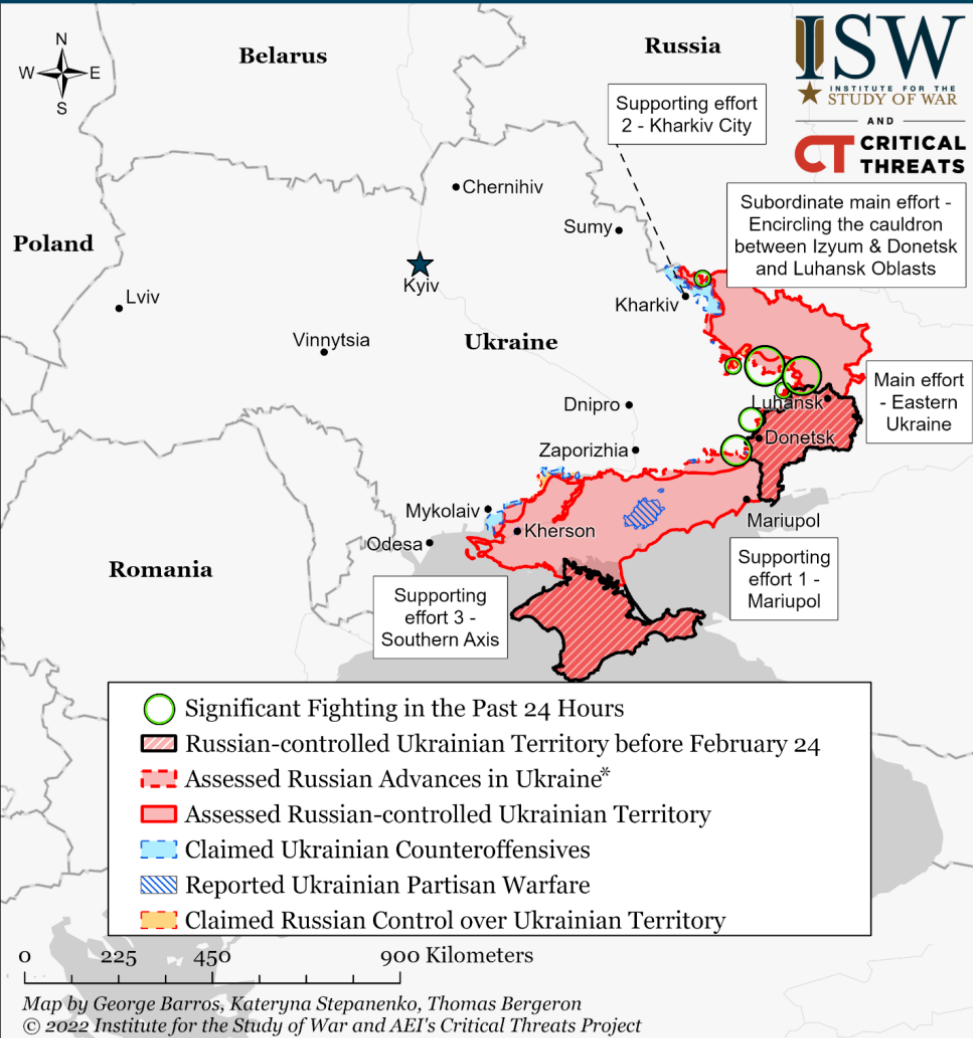 N
W
E
S
Belarus
Russia
ISW
INSTITUTE FOR THE
STUDY OF WAR
AND
CT CRITICAL
THREATS
Supporting effort
2 - Kharkiv City
Chernihiv
Subordinate main effort -
Encircling the cauldron
between Izyum & Donetsk
and Luhansk Oblasts
Sumy
Poland
Kyiv
Lviv
Kharkiv
Vinnytsia
Ukraine
Main effort
- Eastern
Ukraine
Luhansk
Dnipro
Donetsk
Zaporizhia
Mykolaiv
Mariupol
Kherson
Odesa
Romania
Supporting
effort 1 -
Mariupol
Supporting
effort 3 -
Southern Axis
Significant Fighting in the Past 24 Hours
Russian-controlled Ukrainian Territory before February 24
Assessed Russian Advances in Ukraine*
Assessed Russian-controlled Ukrainian Territory
Claimed Ukrainian Counteroffensives
Reported Ukrainian Partisan Warfare
Claimed Russian Control over Ukrainian Territory
0 225 450 900 Kilometers
Map by George Barros, Kateryna Stepanenko, Thomas Bergeron
© 2022 Institute for the Study of War and AEI's Critical Threats Project